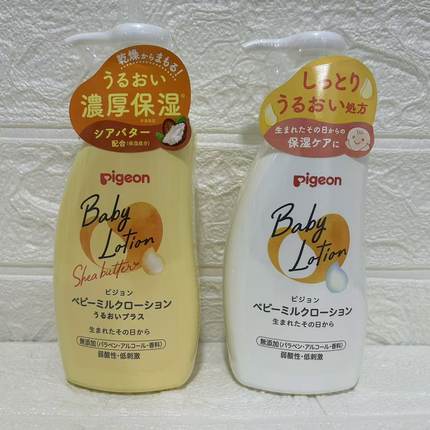 乾燥からまもる!
うるおい
濃厚保湿
シアバター
配合(保湿成分)
Pigeon
Baby
Lotion
Shea butter
ピジョン
ベビーミルクローション
うるおいプラス
生まれたその日から
無添加(パラベン・アルコール・香料)
弱酸性・低刺激
しっとり
うるおい処方
生まれたその日からの
保湿ケアに
Pigeon
Baby
Lotion
ピジョン
ベビーミルクローション
生まれたその日から
無添加(パラベン・アルコール・香料)
弱酸性・低刺激